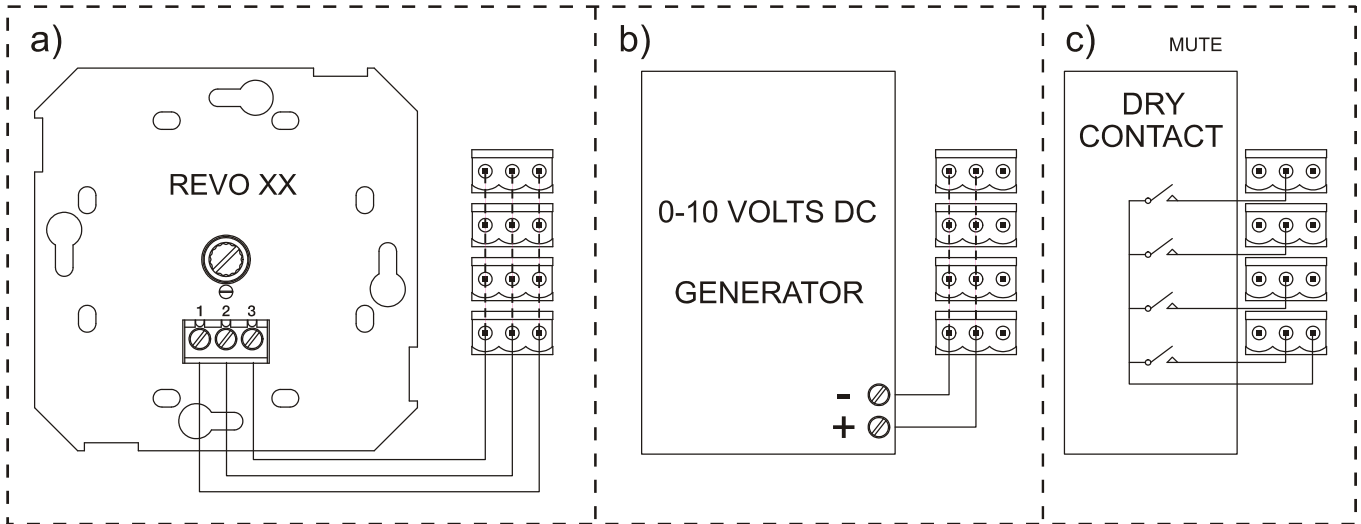 a)
REVO XX
1 2 3
b)
0-10 VOLTS DC
GENERATOR
-
+
c)
MUTE
DRY
CONTACT